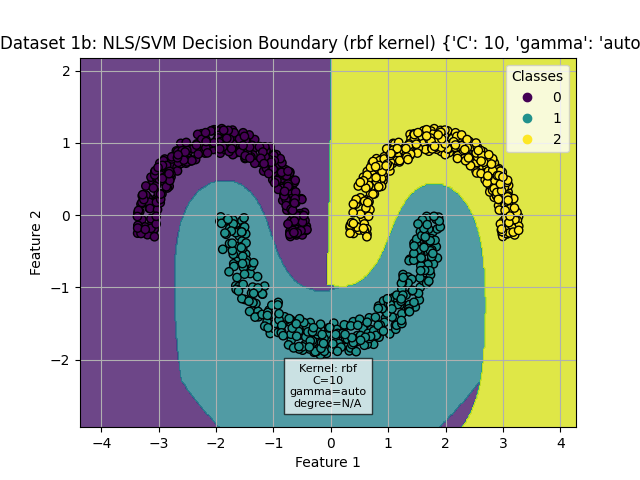 Dataset 1b: NLS/SVM Decision Boundary (rbf kernel) {'C': 10, 'gamma': 'auto
Classes
0
1
2
2
1
0
−1
−2
Feature 2
Kernel: rbf
C=10
gamma=auto
degree=N/A
−4 −3 −2 −1 0 1 2 3 4
Feature 1